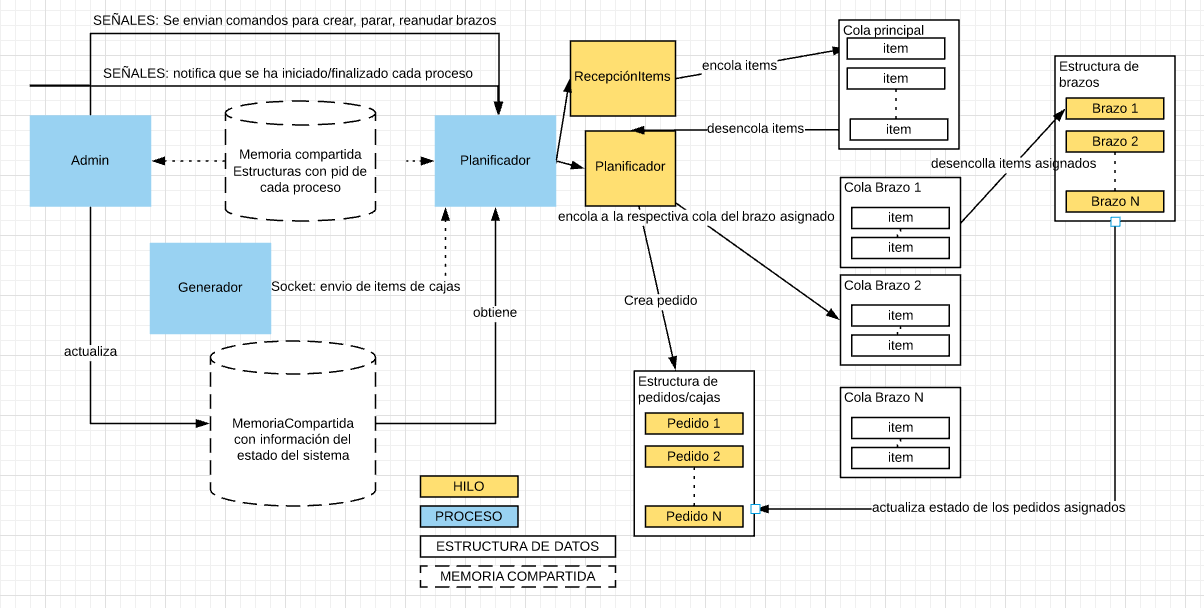 SEÑALES: Se envian comandos para crear, parar, reanudar brazos
SEÑALES: notifica que se ha iniciado/finalizado cada proceso
Admin
Memoria compartida
Estructuras con pid de
cada proceso
Planificador
Generador
Socket: envio de items de cajas
actualiza
obtiene
MemoriaCompartida
con información del
estado del sistema
RecepciónItems
Planificador
encola items
desencola items
encola a la respectiva cola del brazo asignado
Crea pedido
Cola principal
item
item
item
Cola Brazo 1
item
item
Cola Brazo 2
item
item
Cola Brazo N
item
item
Estructura de
brazos
Brazo 1
Brazo 2
Brazo N
desencolla items asignados
Estructura de
pedidos/cajas
Pedido 1
Pedido 2
Pedido N
actualiza estado de los pedidos asignados
HILO
PROCESO
ESTRUCTURA DE DATOS
MEMORIA COMPARTIDA